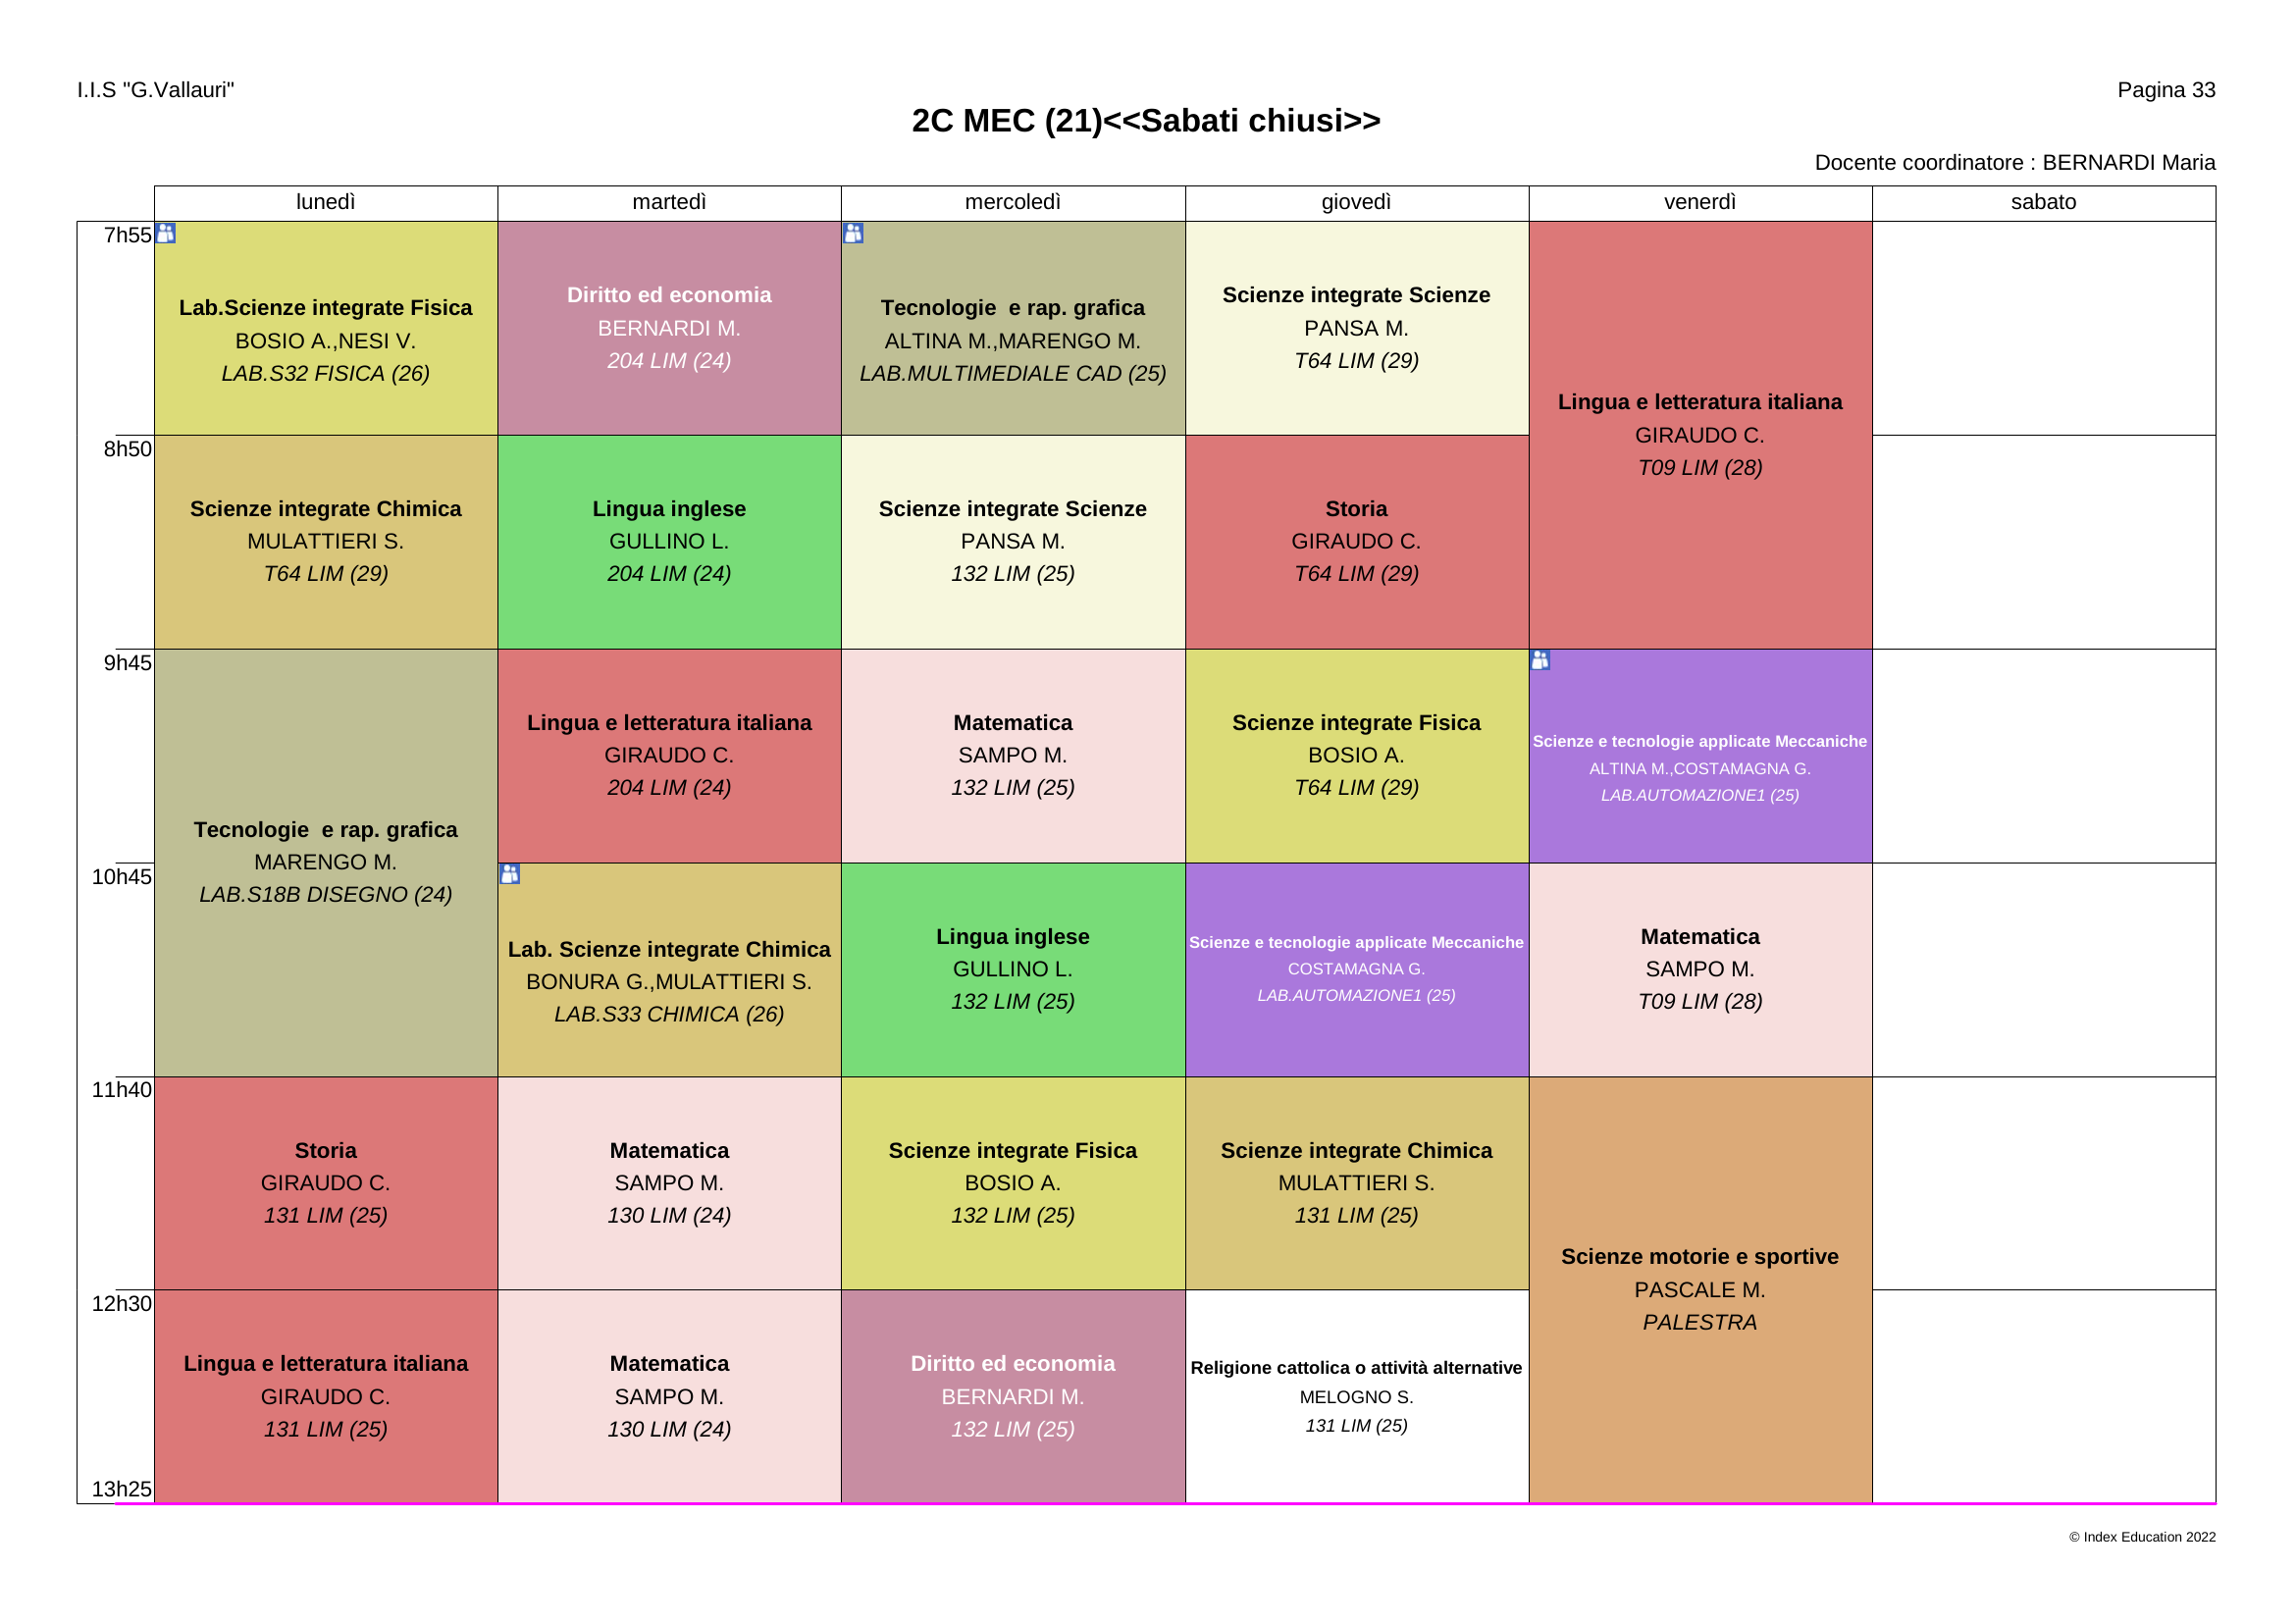 I.I.S "G.Vallauri"
Pagina 33
2C MEC (21)<<Sabati chiusi>>
Docente coordinatore : BERNARDI Maria
lunedì
martedì
mercoledì
giovedì
venerdì
sabato
7h55
Lab.Scienze integrate Fisica
BOSIO A.,NESI V.
LAB.S32 FISICA (26)
Diritto ed economia
BERNARDI M.
204 LIM (24)
Tecnologie  e rap. grafica
ALTINA M.,MARENGO M.
LAB.MULTIMEDIALE CAD (25)
Scienze integrate Scienze
PANSA M.
T64 LIM (29)
Lingua e letteratura italiana
GIRAUDO C.
T09 LIM (28)
8h50
Scienze integrate Chimica
MULATTIERI S.
T64 LIM (29)
Lingua inglese
GULLINO L.
204 LIM (24)
Scienze integrate Scienze
PANSA M.
132 LIM (25)
Storia
GIRAUDO C.
T64 LIM (29)
9h45
Tecnologie  e rap. grafica
MARENGO M.
LAB.S18B DISEGNO (24)
Lingua e letteratura italiana
GIRAUDO C.
204 LIM (24)
Matematica
SAMPO M.
132 LIM (25)
Scienze integrate Fisica
BOSIO A.
T64 LIM (29)
Scienze e tecnologie applicate Meccaniche
ALTINA M.,COSTAMAGNA G.
LAB.AUTOMAZIONE1 (25)
10h45
Lab. Scienze integrate Chimica
BONURA G.,MULATTIERI S.
LAB.S33 CHIMICA (26)
Lingua inglese
GULLINO L.
132 LIM (25)
Scienze e tecnologie applicate Meccaniche
COSTAMAGNA G.
LAB.AUTOMAZIONE1 (25)
Matematica
SAMPO M.
T09 LIM (28)
11h40
Storia
GIRAUDO C.
131 LIM (25)
Matematica
SAMPO M.
130 LIM (24)
Scienze integrate Fisica
BOSIO A.
132 LIM (25)
Scienze integrate Chimica
MULATTIERI S.
131 LIM (25)
Scienze motorie e sportive
PASCALE M.
PALESTRA
12h30
Lingua e letteratura italiana
GIRAUDO C.
131 LIM (25)
Matematica
SAMPO M.
130 LIM (24)
Diritto ed economia
BERNARDI M.
132 LIM (25)
Religione cattolica o attività alternative
MELOGNO S.
131 LIM (25)
13h25
© Index Education 2022